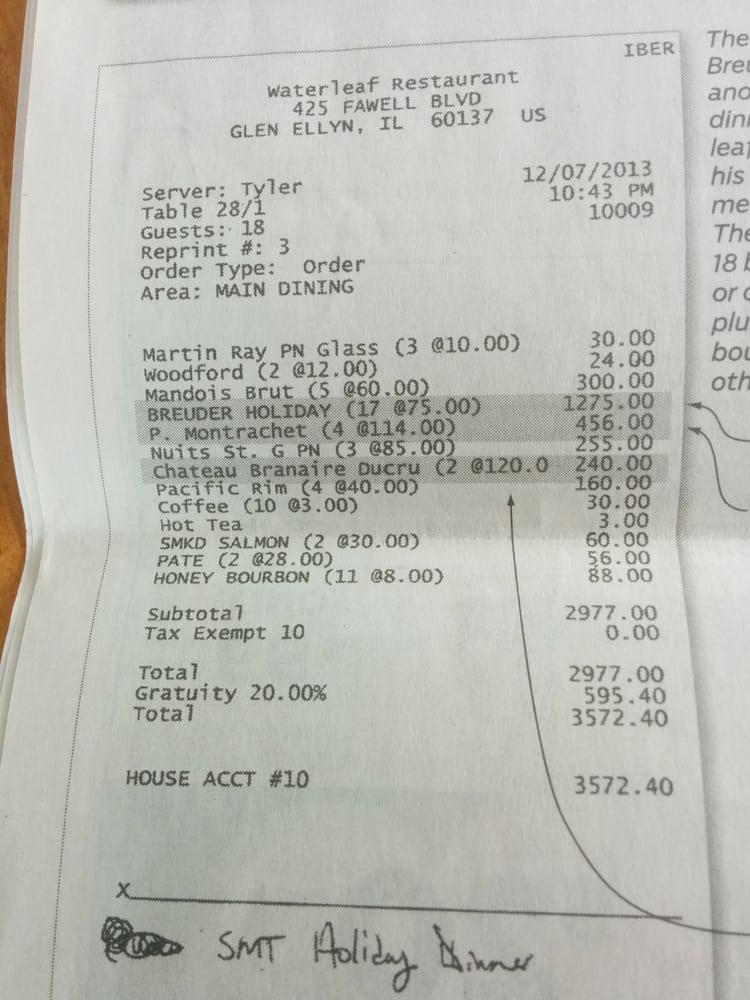 IBER
Waterleaf Restaurant
425 FAWELL BLVD
GLEN ELLYN, IL 60137 US
12/07/2013
Server: Tyler 10:43 PM
Table 28/1 10009
Guests: 18
Reprint #: 3
Order Type: Order
Area: MAIN DINING
Martin Ray PN Glass (3 @10.00) 30.00
Woodford (2 @12.00) 24.00
Mandois Brut (5 @60.00) 300.00
BREUDER HOLIDAY (17 @75.00) 1275.00
P. Montrachet (4 @114.00) 456.00
Nuits St. G PN (3 @85.00) 255.00
Chateau Branaire Ducru (2 @120.0 240.00
Pacific Rim (4 @40.00) 160.00
Coffee (10 @3.00) 30.00
Hot Tea 3.00
SMKD SALMON (2 @30.00) 60.00
PATE (2 @28.00) 56.00
HONEY BOURBON (11 @8.00) 88.00
Subtotal 2977.00
Tax Exempt 10 0.00
Total 2977.00
Gratuity 20.00% 595.40
Total 3572.40
HOUSE ACCT #10 3572.40
X
SMT Holiday Dinner
The
Breu
ano
din
leaf
his
me
The
18 b
or o
plu
bou
oth